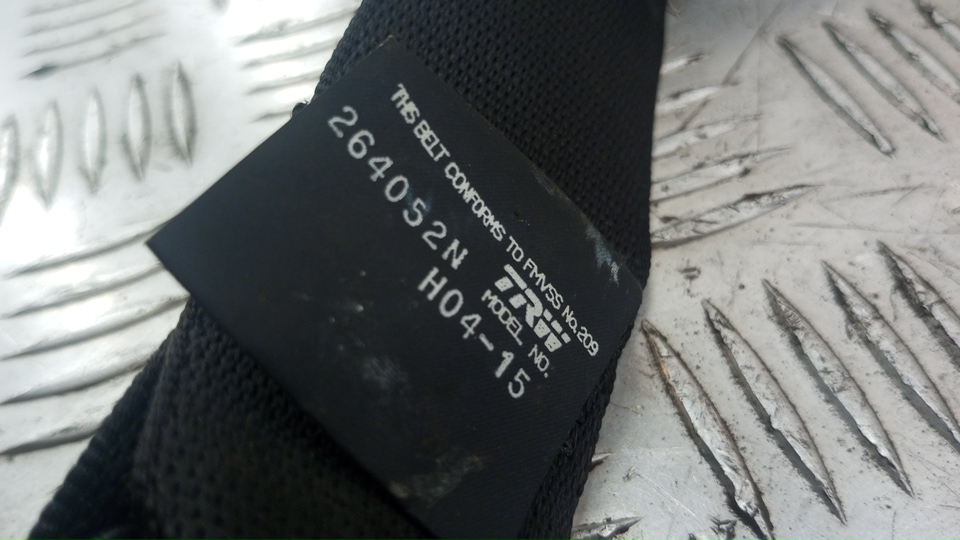 THIS BELT CONFORMS TO FMVSS No.209
TRW
MODEL NO.
264052N
H04-15